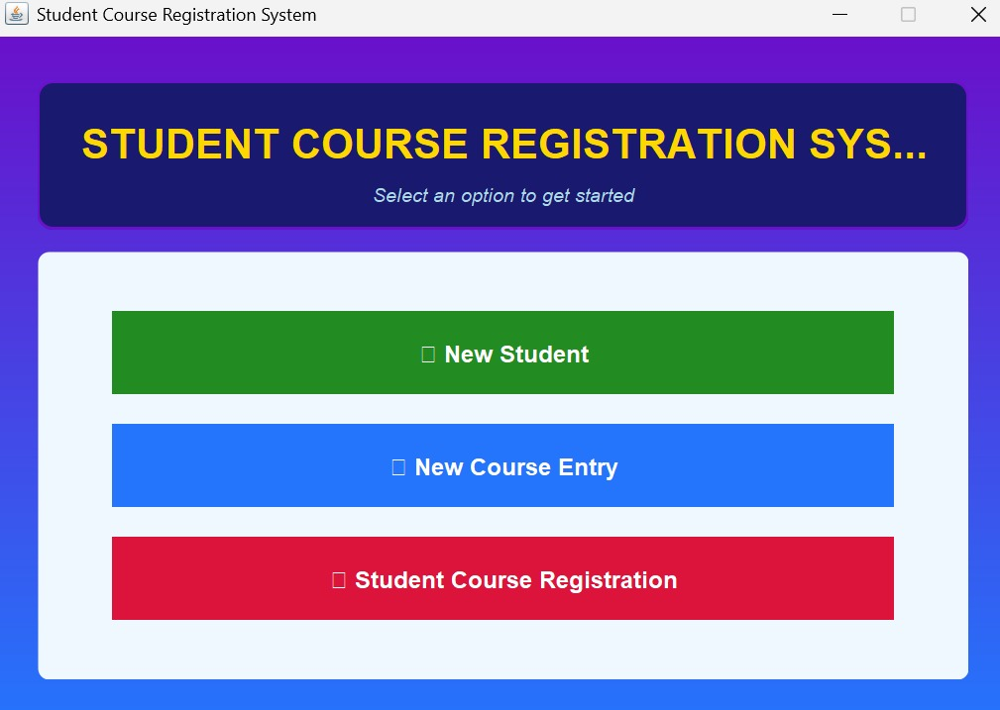 Student Course Registration System
STUDENT COURSE REGISTRATION SYS...
Select an option to get started
New Student
New Course Entry
Student Course Registration